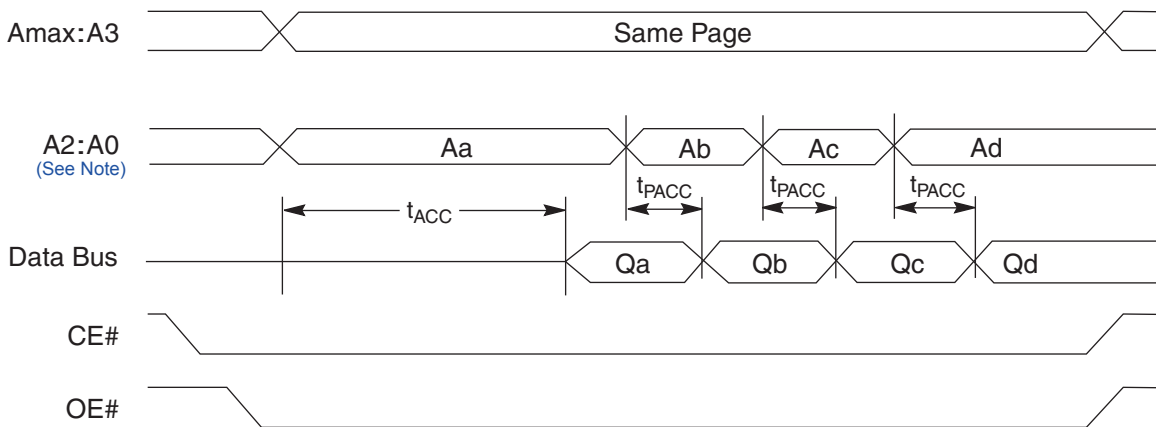 Amax:A3
Same Page
A2:A0
(See Note)
Aa
Ab
Ac
Ad
tACC
tPACC
tPACC
tPACC
Data Bus
Qa
Qb
Qc
Qd
CE#
OE#